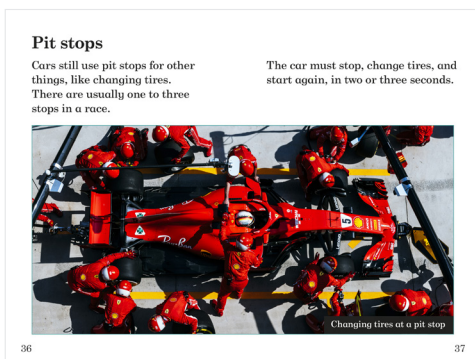 Pit stops
Cars still use pit stops for other
things, like changing tires.
There are usually one to three
stops in a race.
The car must stop, change tires, and
start again, in two or three seconds.
5
Changing tires at a pit stop
36
37